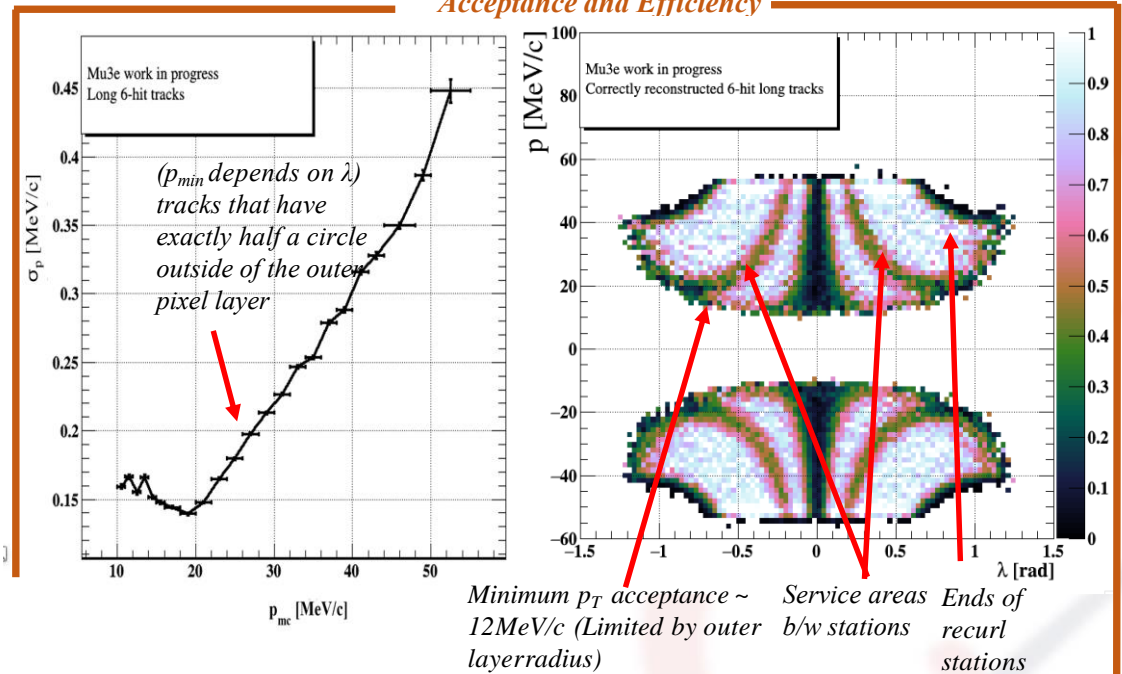 Acceptance and Efficiency
Mu3e work in progress
Long 6-hit tracks
σp [MeV/c]
0.45
0.4
0.35
0.3
0.25
0.2
0.15
10 20 30 40 50
pmc [MeV/c]
(pmin depends on λ)
tracks that have
exactly half a circle
outside of the outer
pixel layer
Mu3e work in progress
Correctly reconstructed 6-hit long tracks
p [MeV/c]
100
80
60
40
20
0
−20
−40
−60
−1.5 −1 −0.5 0 0.5 1 1.5
λ [rad]
1
0.9
0.8
0.7
0.6
0.5
0.4
0.3
0.2
0.1
0
Minimum pT acceptance ~
12MeV/c (Limited by outer
layerradius)
Service areas
b/w stations
Ends of
recurl
stations